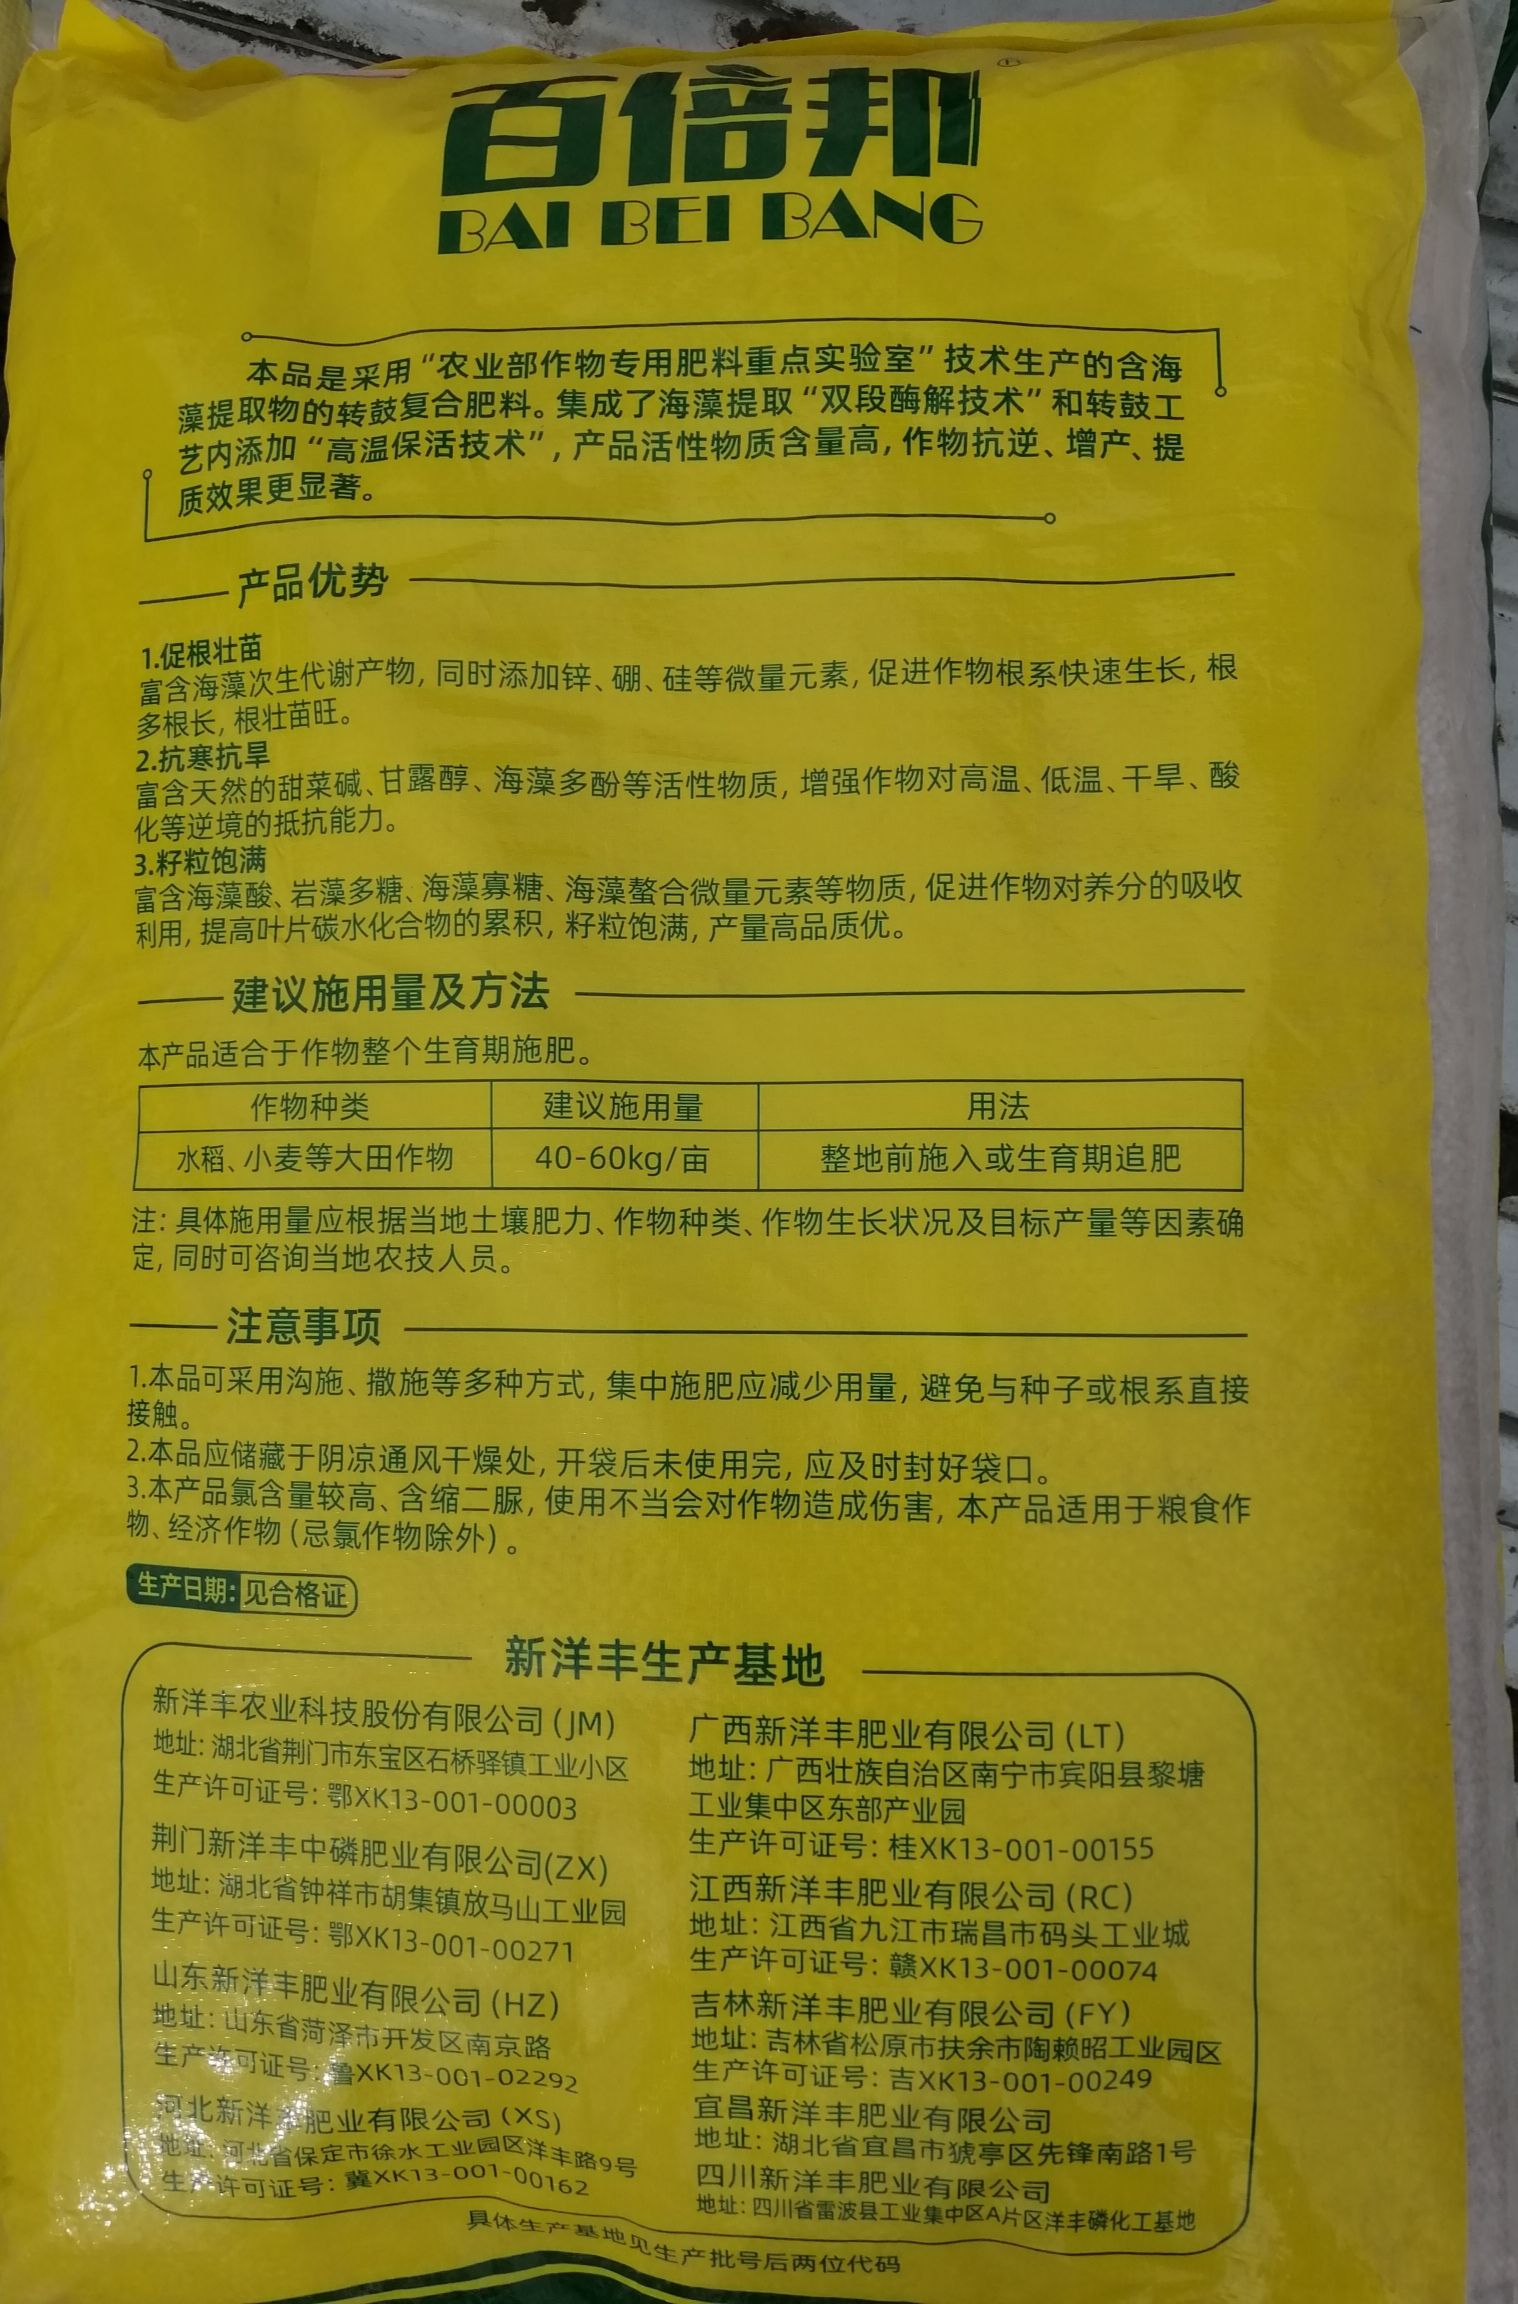 百倍邦
BAI BEI BANG
本品是采用“农业部作物专用肥料重点实验室”技术生产的含海
藻提取物的转鼓复合肥料。集成了海藻提取“双段酶解技术”和转鼓工
艺内添加“高温保活技术”，产品活性物质含量高，作物抗逆、增产、提
质效果更显著。
产品优势
1.促根壮苗
富含海藻次生代谢产物，同时添加锌、硼、硅等微量元素，促进作物根系快速生长，根
多根长，根壮苗旺。
2.抗寒抗旱
富含天然的甜菜碱、甘露醇、海藻多酚等活性物质，增强作物对高温、低温、干旱、酸
化等逆境的抵抗能力。
3.籽粒饱满
富含海藻酸、岩藻多糖、海藻寡糖、海藻螯合微量元素等物质，促进作物对养分的吸收
利用，提高叶片碳水化合物的累积，籽粒饱满，产量高品质优。
建议施用量及方法
本产品适合于作物整个生育期施肥。
作物种类 建议施用量 用法
水稻、小麦等大田作物 40-60kg/亩 整地前施入或生育期追肥
注：具体施用量应根据当地土壤肥力、作物种类、作物生长状况及目标产量等因素确
定，同时可咨询当地农技人员。
注意事项
1.本品可采用沟施、撒施等多种方式，集中施肥应减少用量，避免与种子或根系直接
接触。
2.本品应储藏于阴凉通风干燥处，开袋后未使用完，应及时封好袋口。
3.本产品氯含量较高、含缩二脲，使用不当会对作物造成伤害，本产品适用于粮食作
物、经济作物（忌氯作物除外）。
生产日期：见合格证
新洋丰生产基地
新洋丰农业科技股份有限公司（JM）
地址：湖北省荆门市东宝区石桥驿镇工业小区
生产许可证号：鄂XK13-001-00003
荆门新洋丰中磷肥业有限公司(ZX)
地址：湖北省钟祥市胡集镇放马山工业园
生产许可证号：鄂XK13-001-00271
山东新洋丰肥业有限公司（HZ）
地址：山东省菏泽市开发区南京路
生产许可证号：鲁XK13-001-02292
河北新洋丰肥业有限公司（XS）
地址：河北省保定市徐水工业园区洋丰路9号
生产许可证号：冀XK13-001-00162
广西新洋丰肥业有限公司（LT）
地址：广西壮族自治区南宁市宾阳县黎塘
工业集中区东部产业园
生产许可证号：桂XK13-001-00155
江西新洋丰肥业有限公司（RC）
地址：江西省九江市瑞昌市码头工业城
生产许可证号：赣XK13-001-00074
吉林新洋丰肥业有限公司（FY）
地址：吉林省松原市扶余市陶赖昭工业园区
生产许可证号：吉XK13-001-00249
宜昌新洋丰肥业有限公司
地址：湖北省宜昌市猇亭区先锋南路1号
四川新洋丰肥业有限公司
地址：四川省雷波县工业集中区A片区洋丰磷化工基地
具体生产基地见生产批号后两位代码